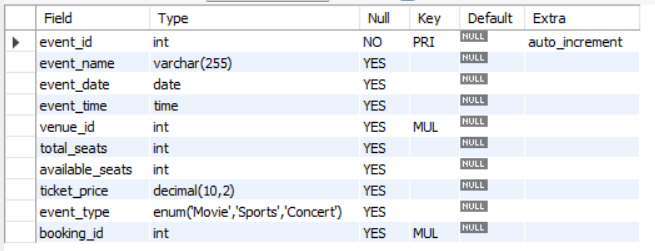 Field Type Null Key Default Extra
event_id int NO PRI NULL auto_increment
event_name varchar(255) YES NULL
event_date date YES NULL
event_time time YES NULL
venue_id int YES MUL NULL
total_seats int YES NULL
available_seats int YES NULL
ticket_price decimal(10,2) YES NULL
event_type enum('Movie','Sports','Concert') YES NULL
booking_id int YES MUL NULL